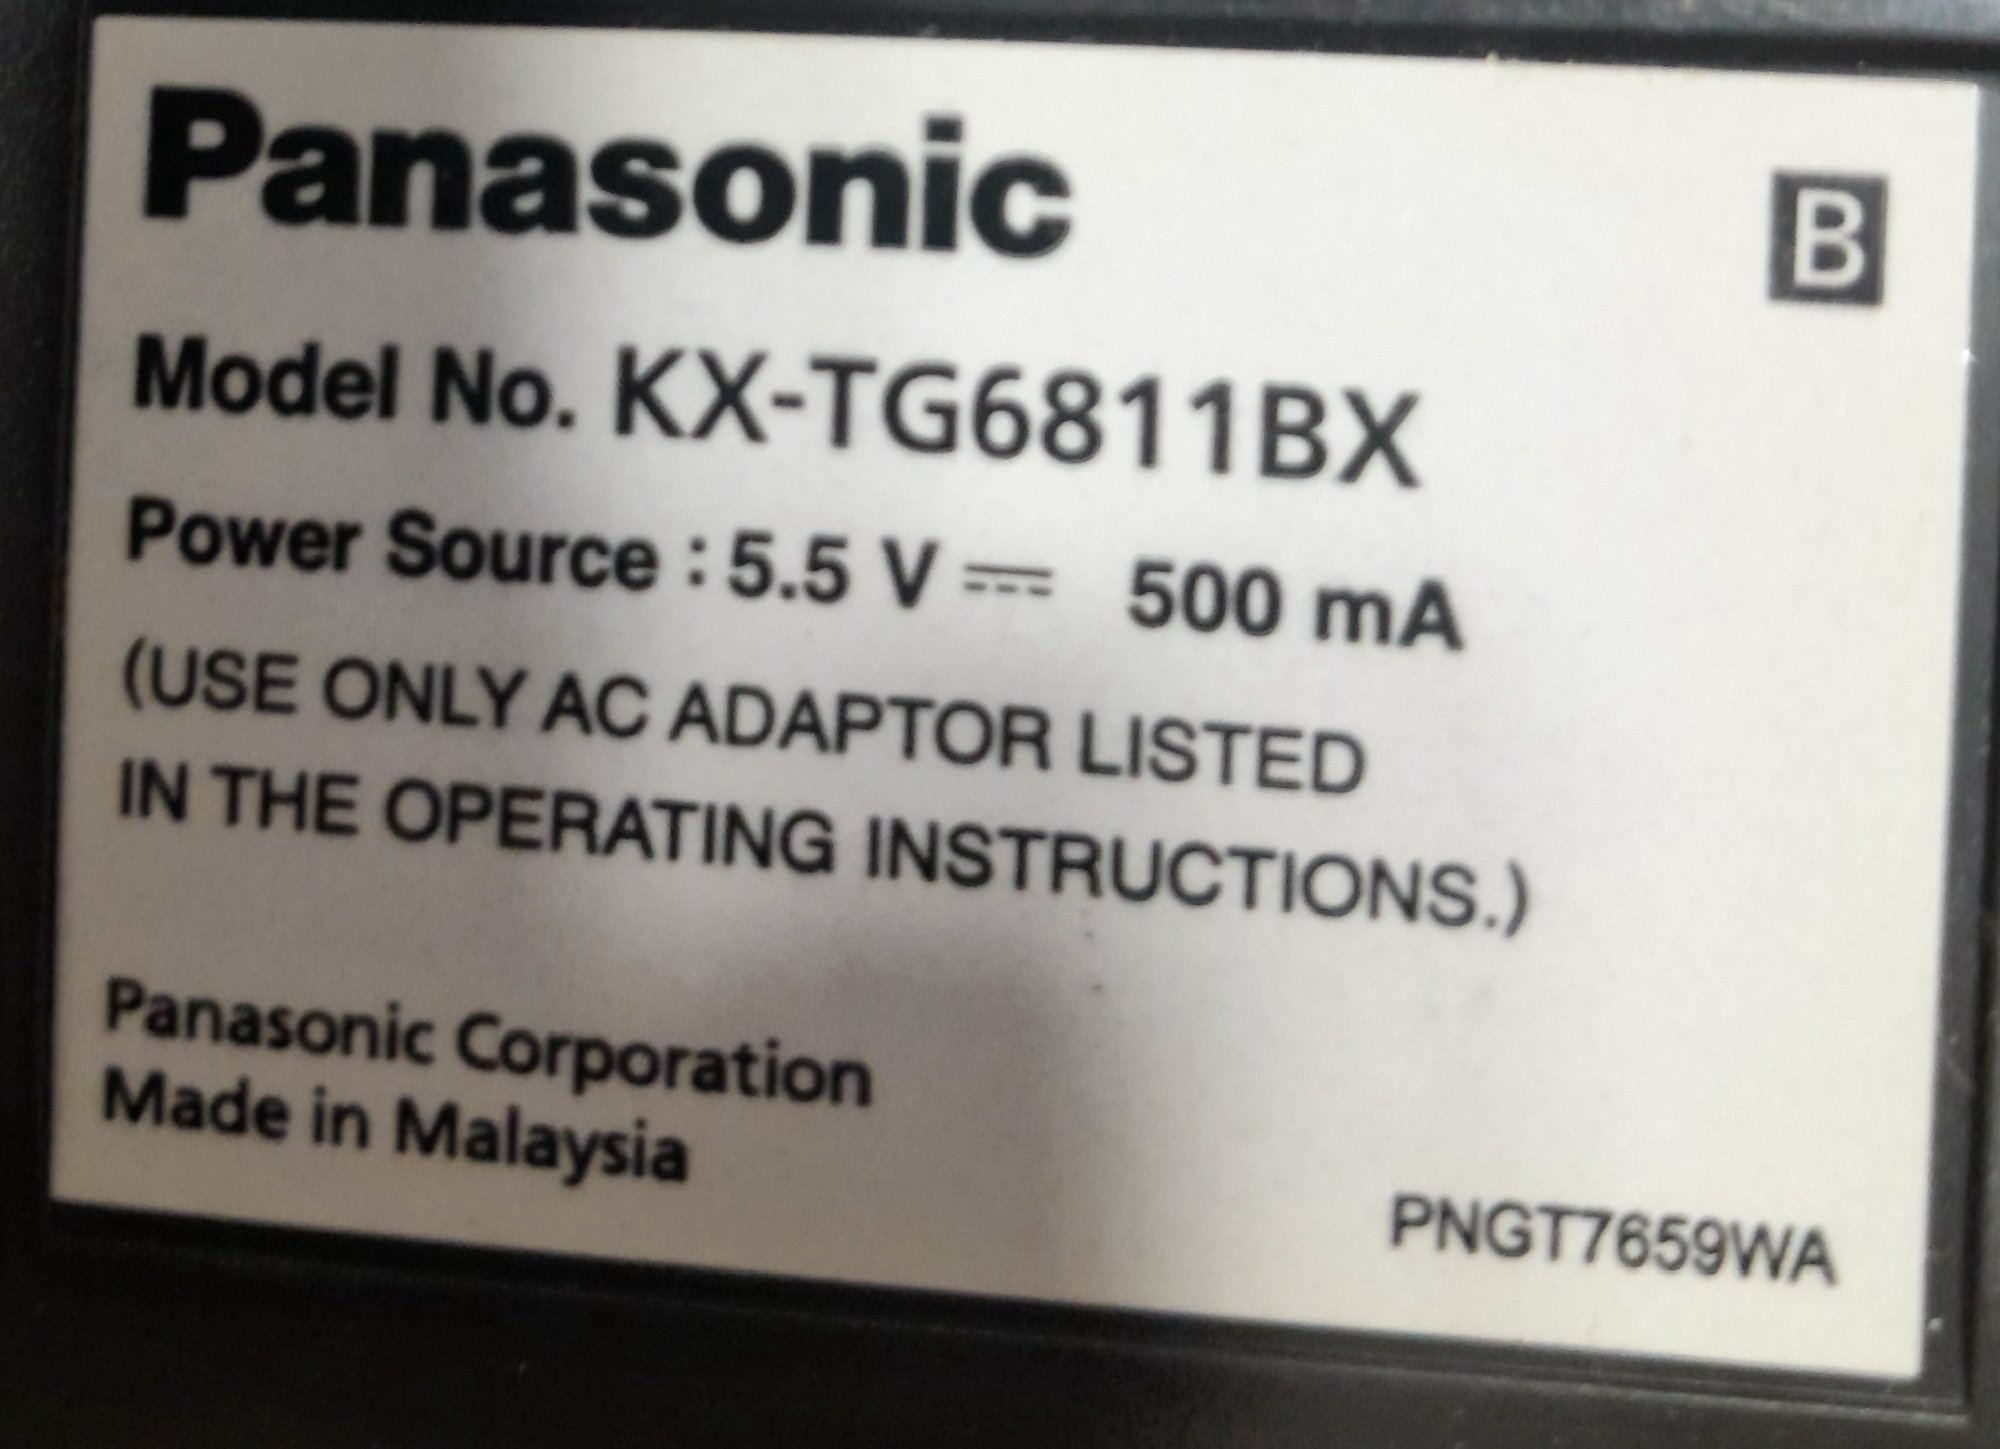 Panasonic
B
Model No. KX-TG6811BX
Power Source : 5.5 V ⎓ 500 mA
(USE ONLY AC ADAPTOR LISTED
IN THE OPERATING INSTRUCTIONS.)
Panasonic Corporation
Made in Malaysia
PNGT7659WA